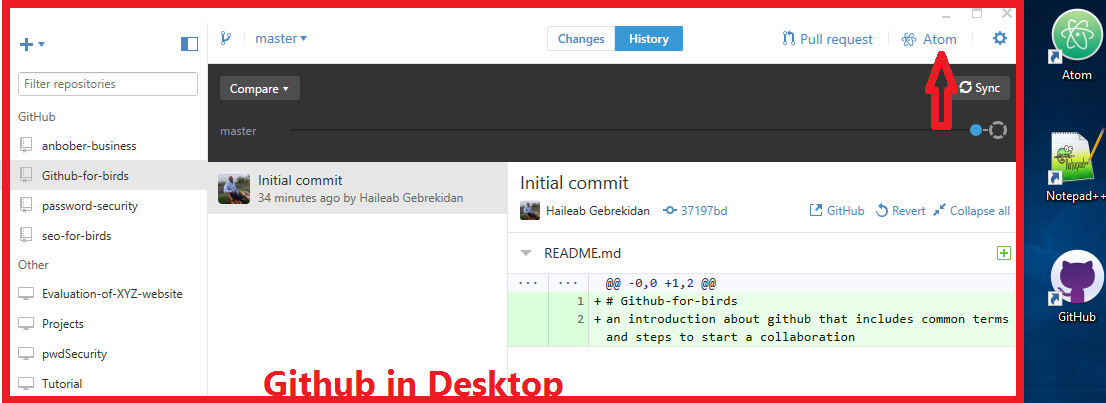 master
Changes
History
Pull request
Atom
Filter repositories
GitHub
anbober-business
Github-for-birds
password-security
seo-for-birds
Other
Evaluation-of-XYZ-website
Projects
pwdSecurity
Tutorial
Compare
Sync
master
Initial commit
34 minutes ago by Haileab Gebrekidan
Initial commit
Haileab Gebrekidan 37197bd GitHub Revert Collapse all
README.md
... ... @@ -0,0 +1,2 @@
1 +# Github-for-birds
2 +an introduction about github that includes common terms
and steps to start a collaboration
Github in Desktop
Atom
Notepad++
GitHub